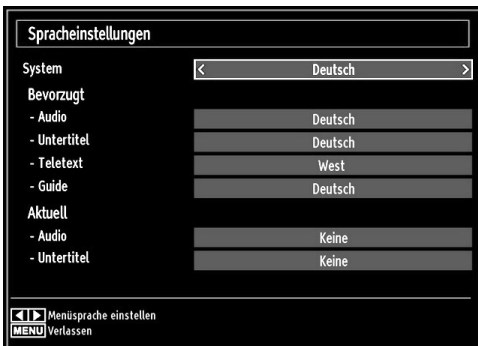 Spracheinstellungen
System < Deutsch >
Bevorzugt
- Audio Deutsch
- Untertitel Deutsch
- Teletext West
- Guide Deutsch
Aktuell
- Audio Keine
- Untertitel Keine
Menüsprache einstellen
MENU Verlassen